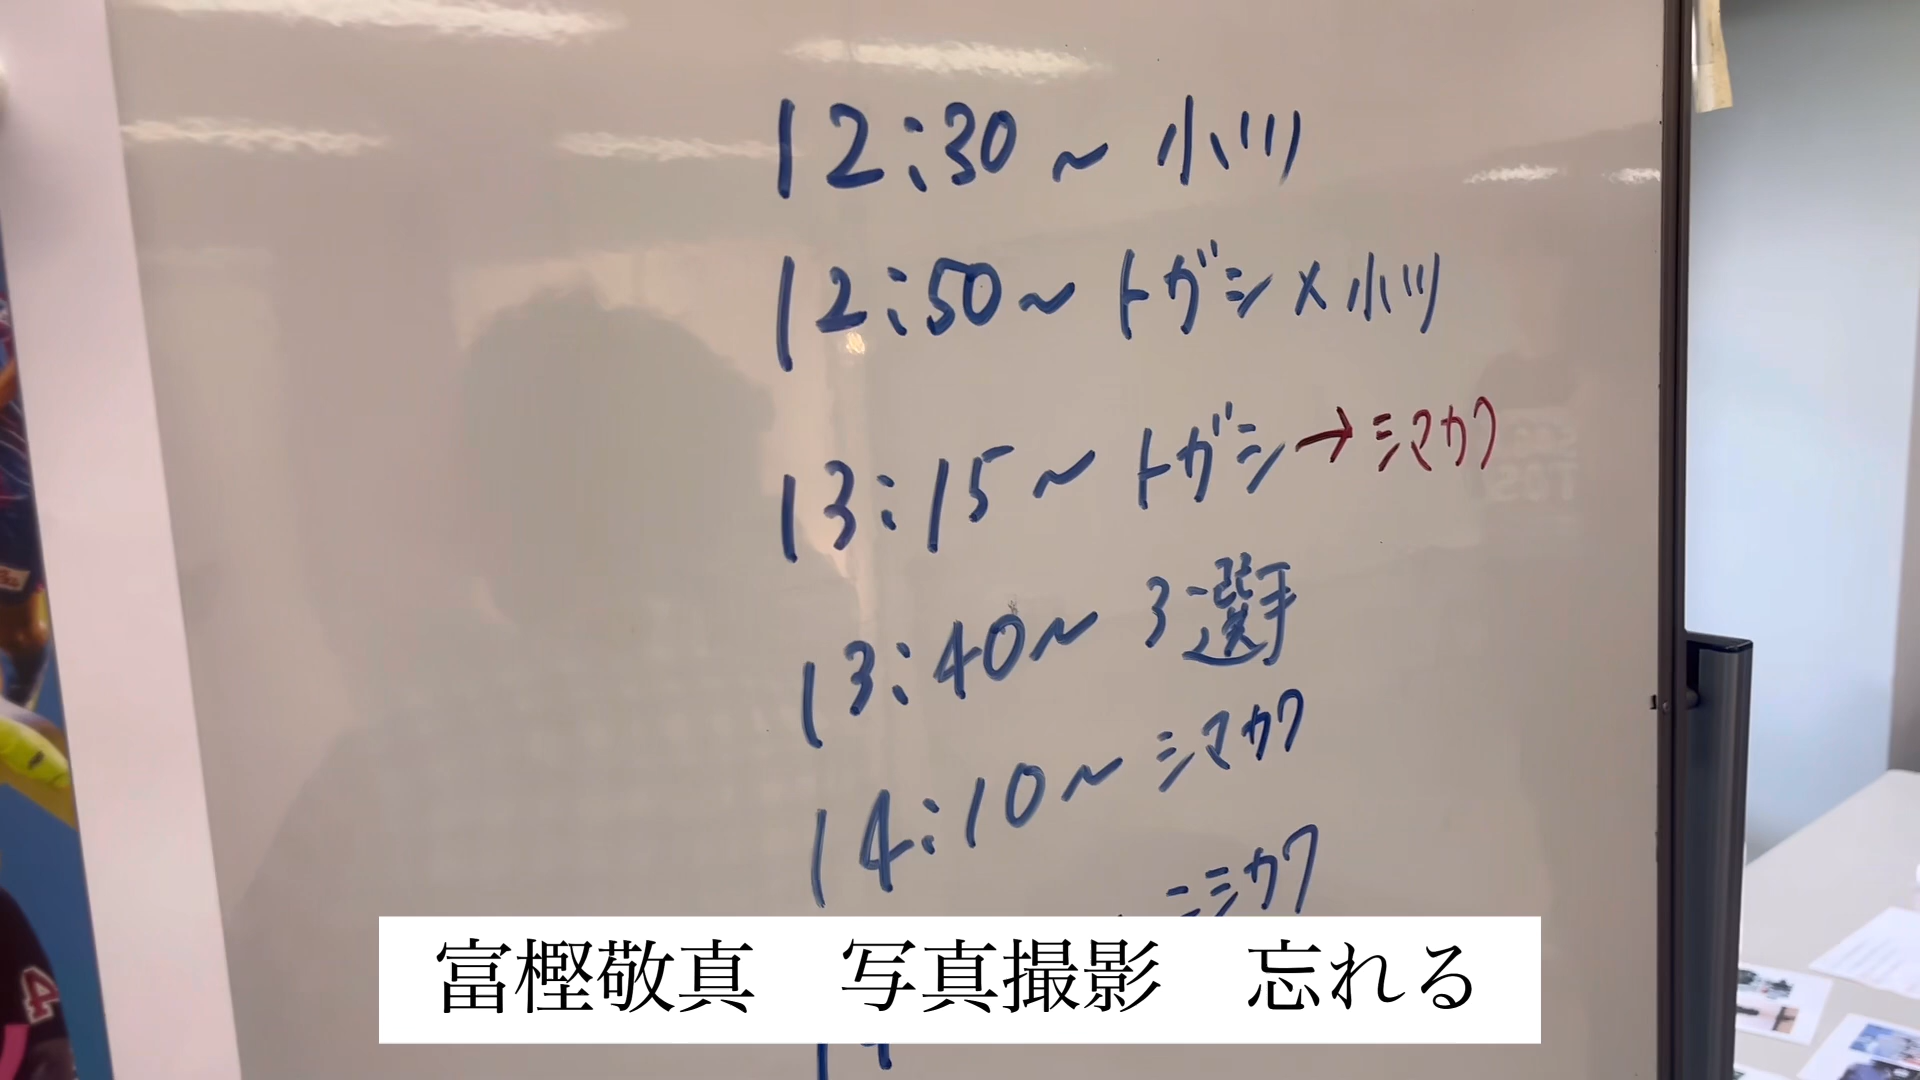 12:30～ 小川
12:50～ トガシ×小川
13:15～ トガシ→シマカワ
13:40～ 3選手
14:10～ シマカワ
ニシカワ
富樫敬真　写真撮影　忘れる
14
4